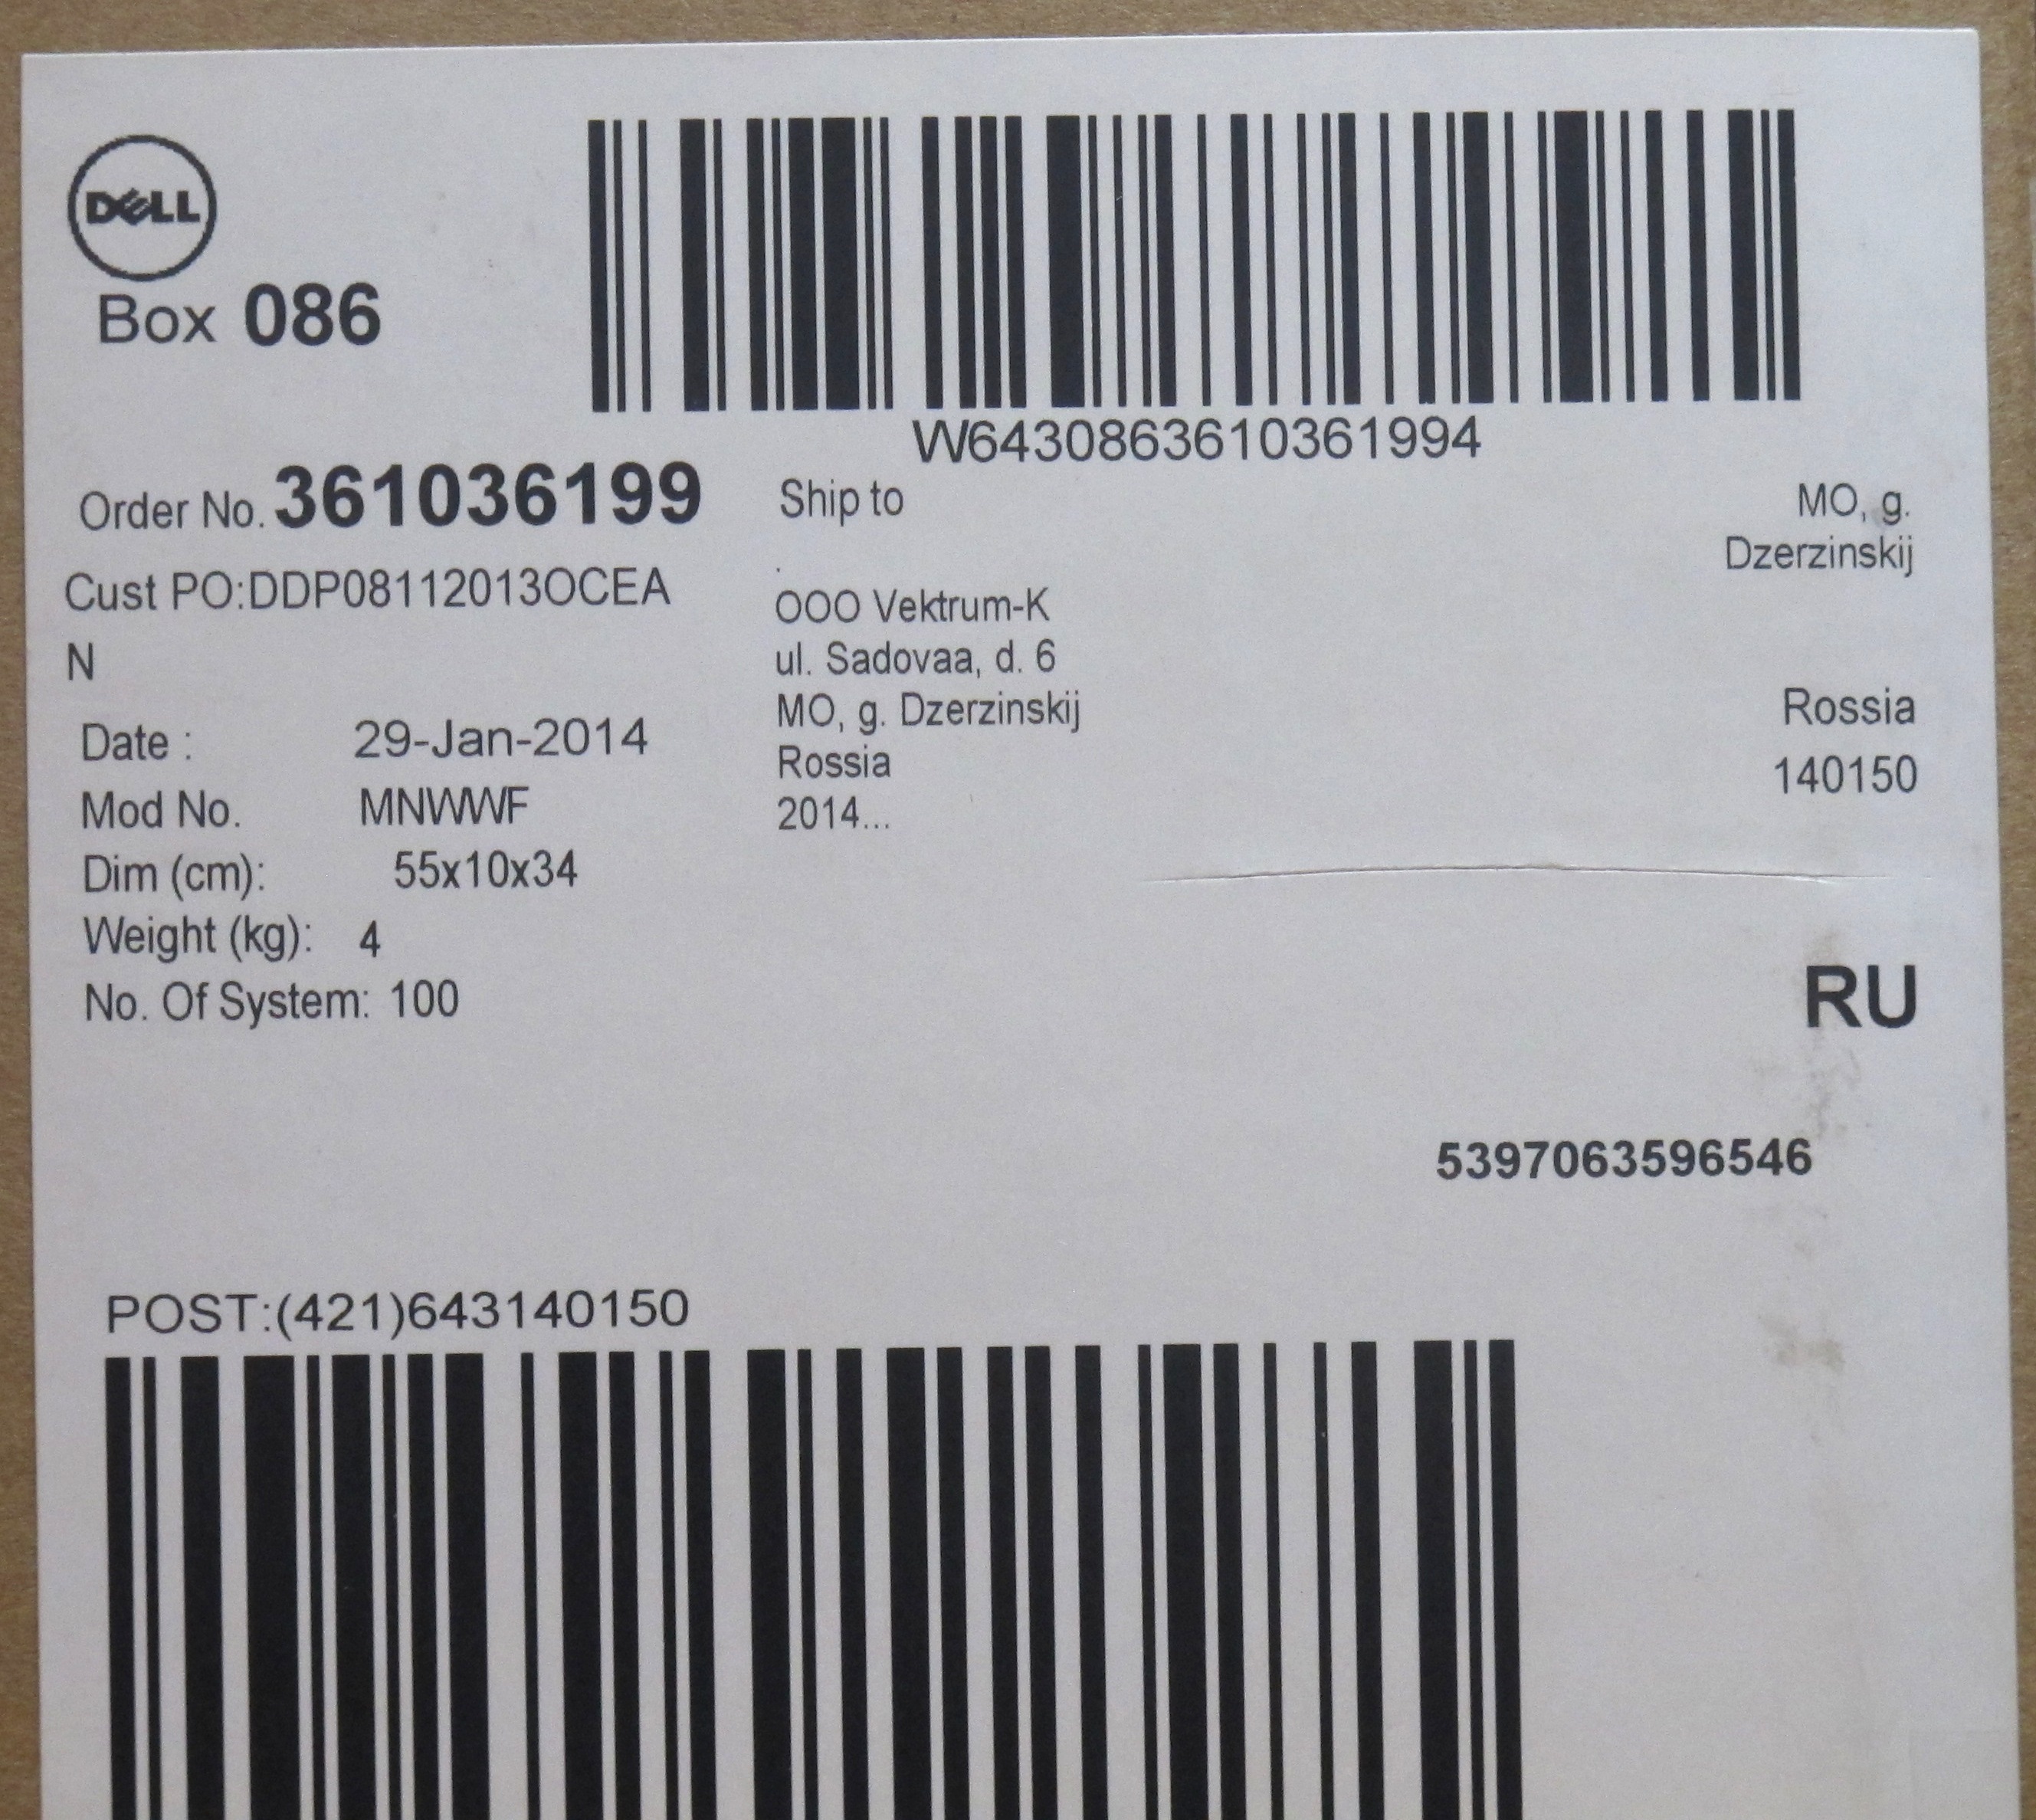 DELL
Box 086
W6430863610361994
Order No. 361036199
Cust PO:DDP08112013OCEA
N
Date : 29-Jan-2014
Mod No. MNWWF
Dim (cm): 55x10x34
Weight (kg): 4
No. Of System: 100
Ship to
.
OOO Vektrum-K
ul. Sadovaa, d. 6
MO, g. Dzerzinskij
Rossia
2014...
MO, g.
Dzerzinskij
Rossia
140150
RU
5397063596546
POST:(421)643140150